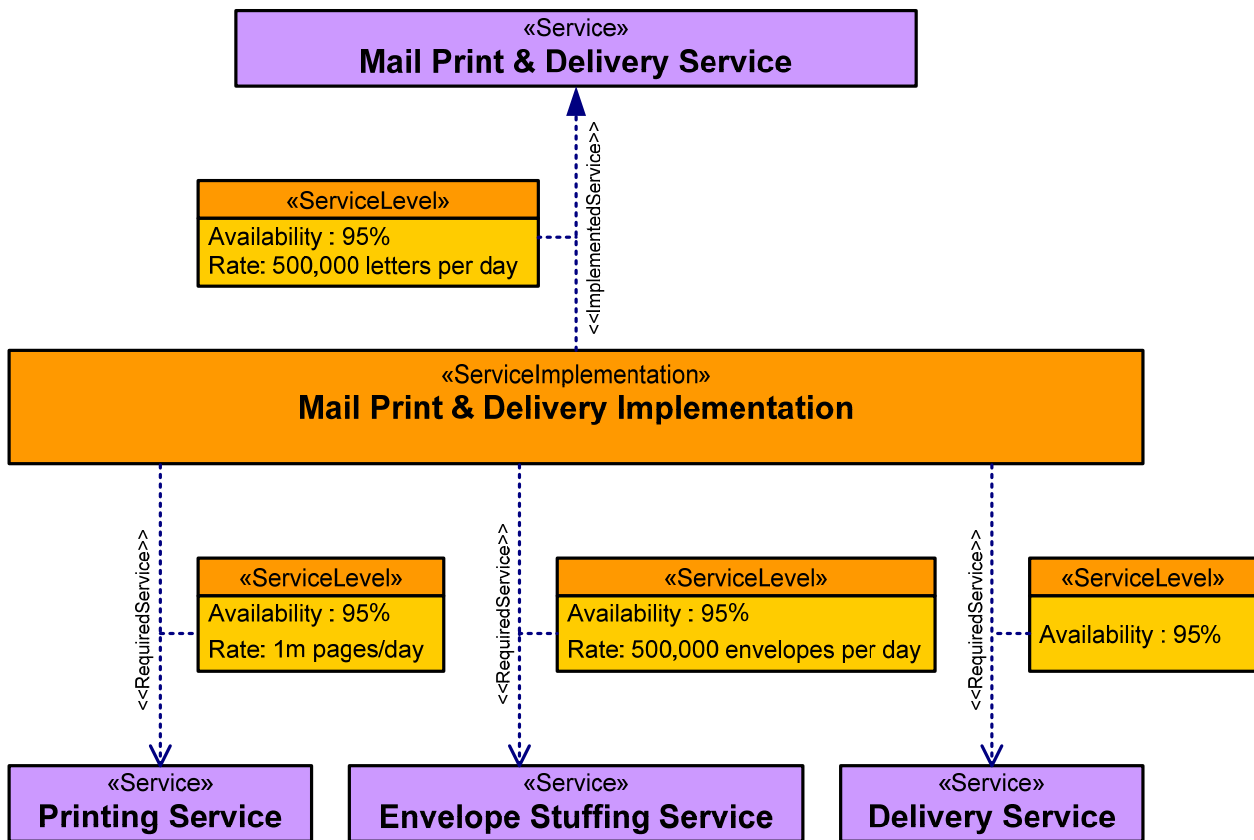 «Service»
Mail Print & Delivery Service
<<ImplementedService>>
«ServiceLevel»
Availability : 95%
Rate: 500,000 letters per day
«ServiceImplementation»
Mail Print & Delivery Implementation
<<RequiredService>>
«ServiceLevel»
Availability : 95%
Rate: 1m pages/day
<<RequiredService>>
«ServiceLevel»
Availability : 95%
Rate: 500,000 envelopes per day
<<RequiredService>>
«ServiceLevel»
Availability : 95%
«Service»
Printing Service
«Service»
Envelope Stuffing Service
«Service»
Delivery Service